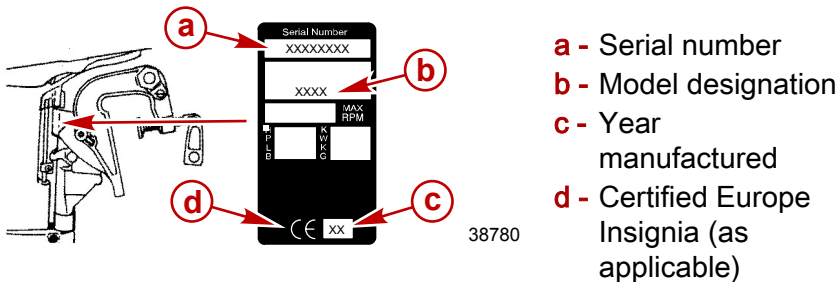 Serial Number
a
XXXXXXXX
b
XXXX
MAX
RPM
K
P
W
L
K
B
G
d
c
CE
XX
38780
a - Serial number
b - Model designation
c - Year
manufactured
d - Certified Europe
Insignia (as
applicable)